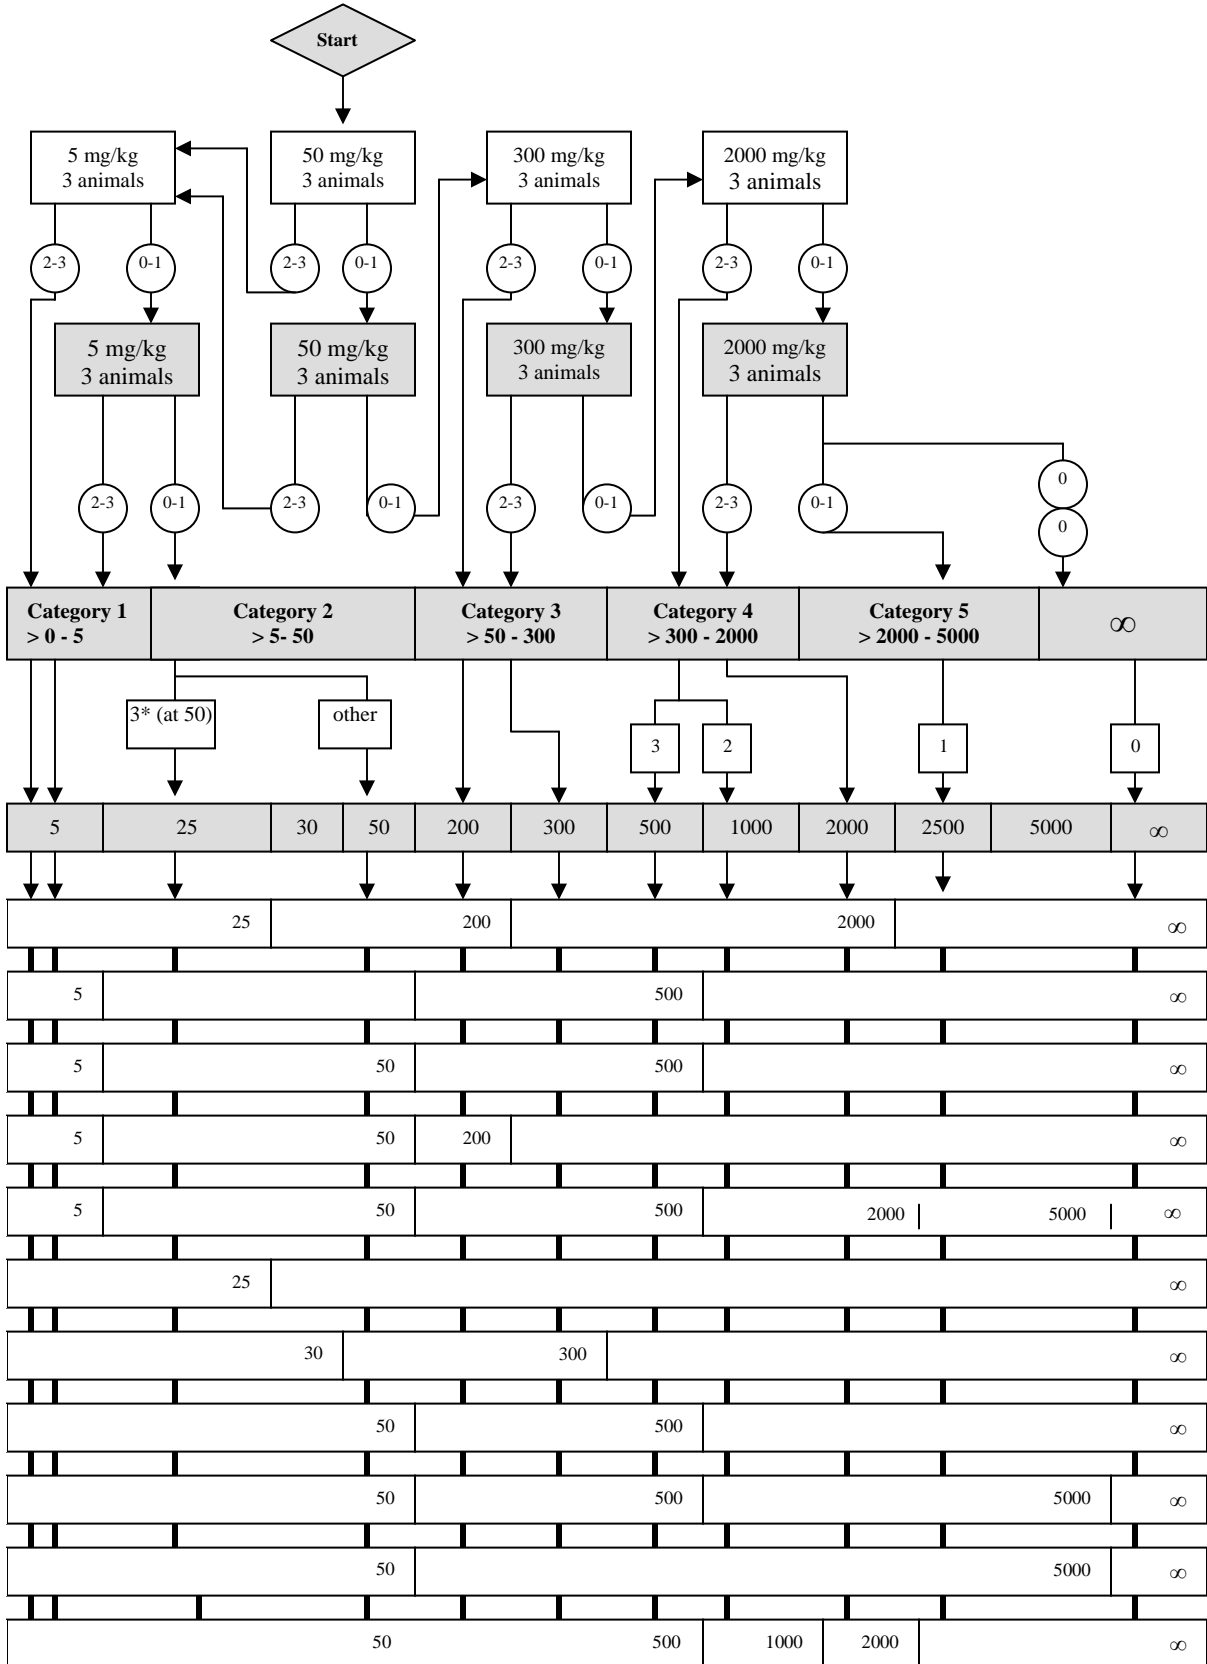 Start
5 mg/kg
3 animals
50 mg/kg
3 animals
300 mg/kg
3 animals
2000 mg/kg
3 animals
2-3
0-1
2-3
0-1
2-3
0-1
2-3
0-1
5 mg/kg
3 animals
50 mg/kg
3 animals
300 mg/kg
3 animals
2000 mg/kg
3 animals
2-3
0-1
2-3
0-1
2-3
0-1
2-3
0-1
0
0
Category 1
> 0 - 5
Category 2
> 5- 50
Category 3
> 50 - 300
Category 4
> 300 - 2000
Category 5
> 2000 - 5000
∞
3* (at 50)
other
3
2
1
0
5 25 30 50 200 300 500 1000 2000 2500 5000 ∞
25 200 2000 ∞
5 500 ∞
5 50 500 ∞
5 50 200 ∞
5 50 500 2000 5000 ∞
25 ∞
30 300 ∞
50 500 ∞
50 500 5000 ∞
50 5000 ∞
50 500 1000 2000 ∞